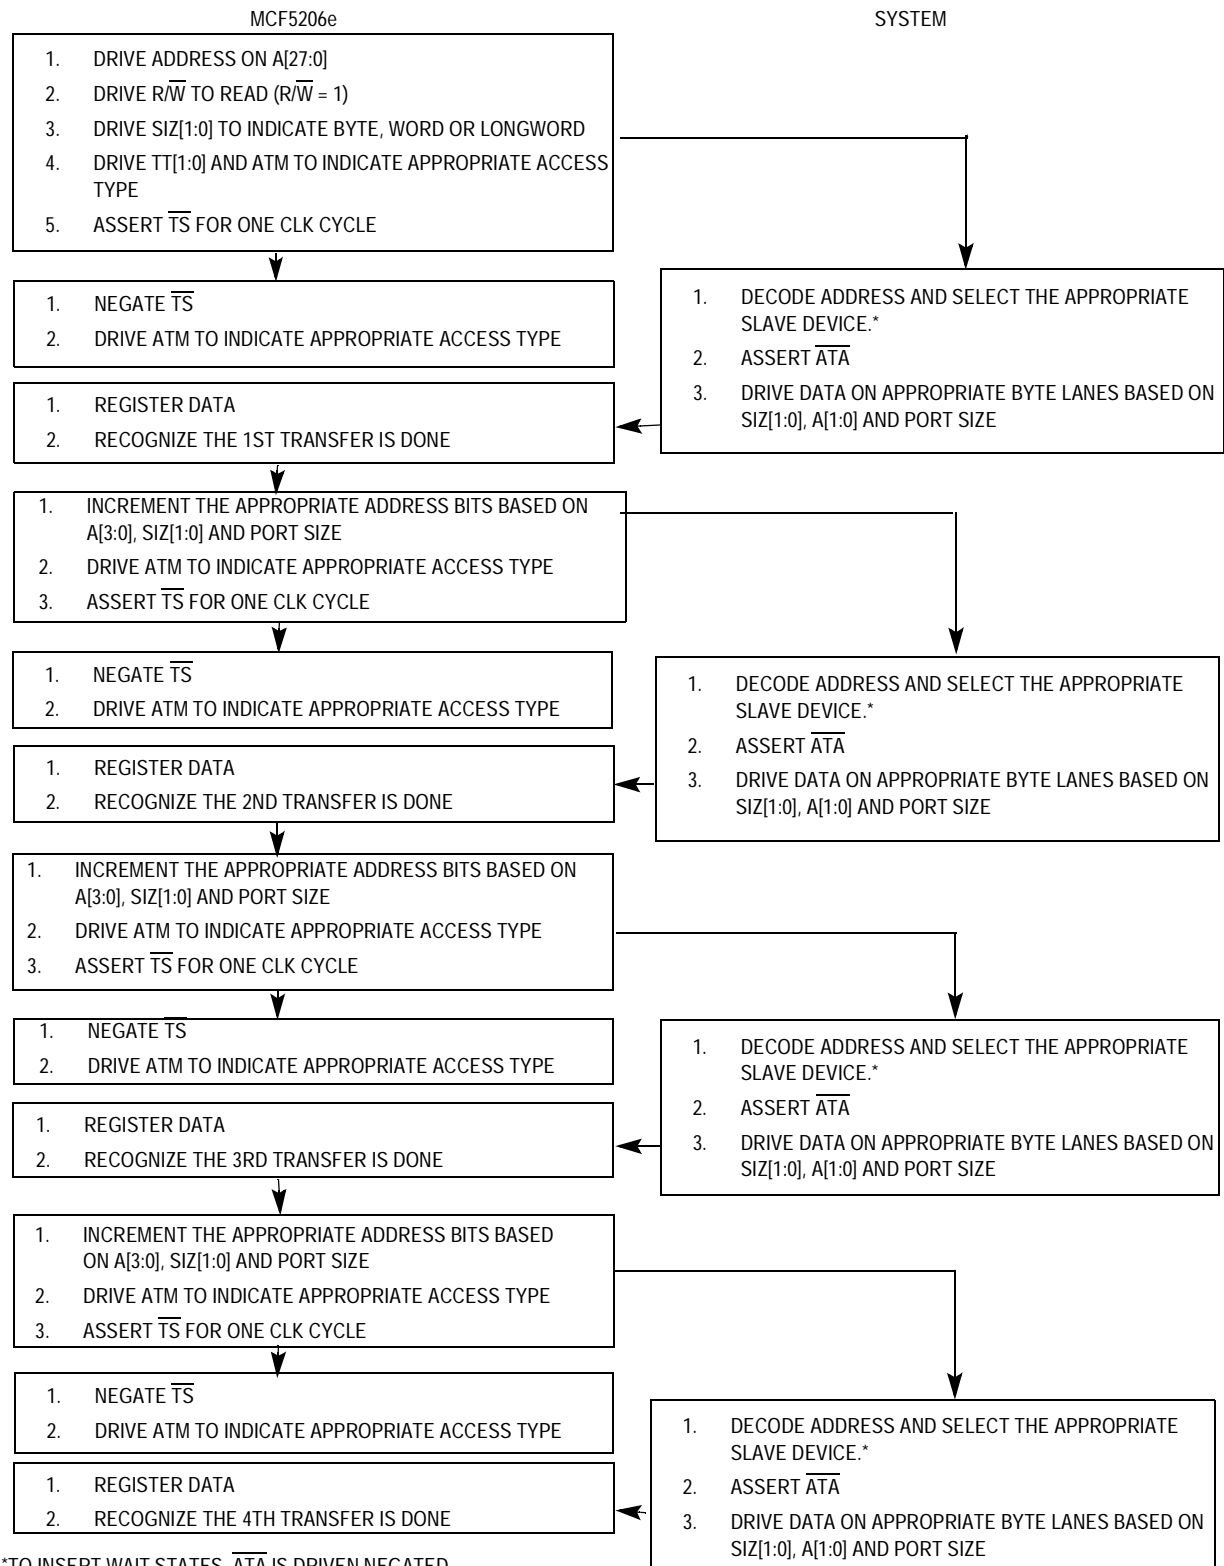 MCF5206e
SYSTEM
1. DRIVE ADDRESS ON A[27:0]
2. DRIVE R/W̅ TO READ (R/W̅ = 1)
3. DRIVE SIZ[1:0] TO INDICATE BYTE, WORD OR LONGWORD
4. DRIVE TT[1:0] AND ATM TO INDICATE APPROPRIATE ACCESS
TYPE
5. ASSERT T̅S̅ FOR ONE CLK CYCLE
1. NEGATE T̅S̅
2. DRIVE ATM TO INDICATE APPROPRIATE ACCESS TYPE
1. DECODE ADDRESS AND SELECT THE APPROPRIATE
SLAVE DEVICE.*
2. ASSERT A̅T̅A̅
3. DRIVE DATA ON APPROPRIATE BYTE LANES BASED ON
SIZ[1:0], A[1:0] AND PORT SIZE
1. REGISTER DATA
2. RECOGNIZE THE 1ST TRANSFER IS DONE
1. INCREMENT THE APPROPRIATE ADDRESS BITS BASED ON
A[3:0], SIZ[1:0] AND PORT SIZE
2. DRIVE ATM TO INDICATE APPROPRIATE ACCESS TYPE
3. ASSERT T̅S̅ FOR ONE CLK CYCLE
1. NEGATE T̅S̅
2. DRIVE ATM TO INDICATE APPROPRIATE ACCESS TYPE
1. DECODE ADDRESS AND SELECT THE APPROPRIATE
SLAVE DEVICE.*
2. ASSERT A̅T̅A̅
3. DRIVE DATA ON APPROPRIATE BYTE LANES BASED ON
SIZ[1:0], A[1:0] AND PORT SIZE
1. REGISTER DATA
2. RECOGNIZE THE 2ND TRANSFER IS DONE
1. INCREMENT THE APPROPRIATE ADDRESS BITS BASED ON
A[3:0], SIZ[1:0] AND PORT SIZE
2. DRIVE ATM TO INDICATE APPROPRIATE ACCESS TYPE
3. ASSERT T̅S̅ FOR ONE CLK CYCLE
1. NEGATE T̅S̅
2. DRIVE ATM TO INDICATE APPROPRIATE ACCESS TYPE
1. DECODE ADDRESS AND SELECT THE APPROPRIATE
SLAVE DEVICE.*
2. ASSERT A̅T̅A̅
3. DRIVE DATA ON APPROPRIATE BYTE LANES BASED ON
SIZ[1:0], A[1:0] AND PORT SIZE
1. REGISTER DATA
2. RECOGNIZE THE 3RD TRANSFER IS DONE
1. INCREMENT THE APPROPRIATE ADDRESS BITS BASED
ON A[3:0], SIZ[1:0] AND PORT SIZE
2. DRIVE ATM TO INDICATE APPROPRIATE ACCESS TYPE
3. ASSERT T̅S̅ FOR ONE CLK CYCLE
1. NEGATE T̅S̅
2. DRIVE ATM TO INDICATE APPROPRIATE ACCESS TYPE
1. DECODE ADDRESS AND SELECT THE APPROPRIATE
SLAVE DEVICE.*
2. ASSERT A̅T̅A̅
3. DRIVE DATA ON APPROPRIATE BYTE LANES BASED ON
SIZ[1:0], A[1:0] AND PORT SIZE
1. REGISTER DATA
2. RECOGNIZE THE 4TH TRANSFER IS DONE
*TO INSERT WAIT STATES, A̅T̅A̅ IS DRIVEN NEGATED